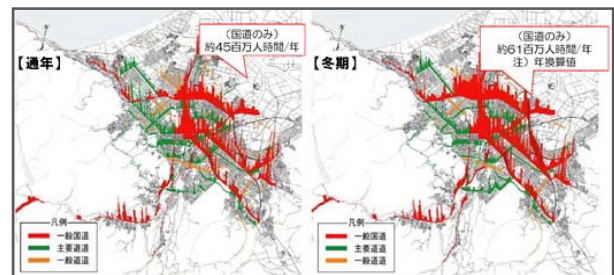 【通年】
(国道のみ)
約45百万人時間/年
凡例
一般国道
主要道道
一般道道
【冬期】
(国道のみ)
約61百万人時間/年
注)年換算値
凡例
一般国道
主要道道
一般道道